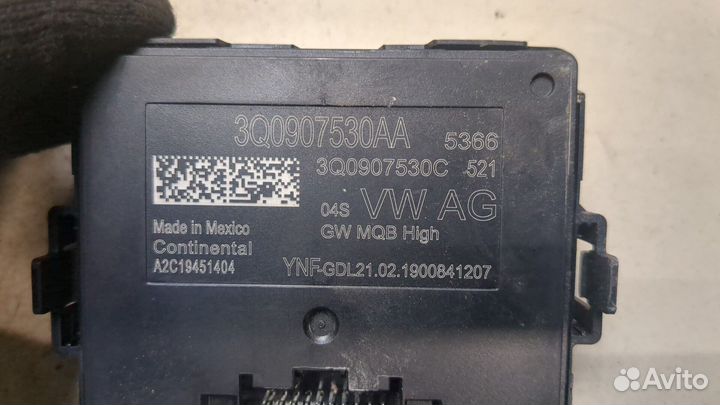 3Q0907530AA 5366
3Q0907530C 521
04S VW AG
Made in Mexico GW MQB High
Continental
A2C19451404 YNF-GDL21.02.1900841207
Avito